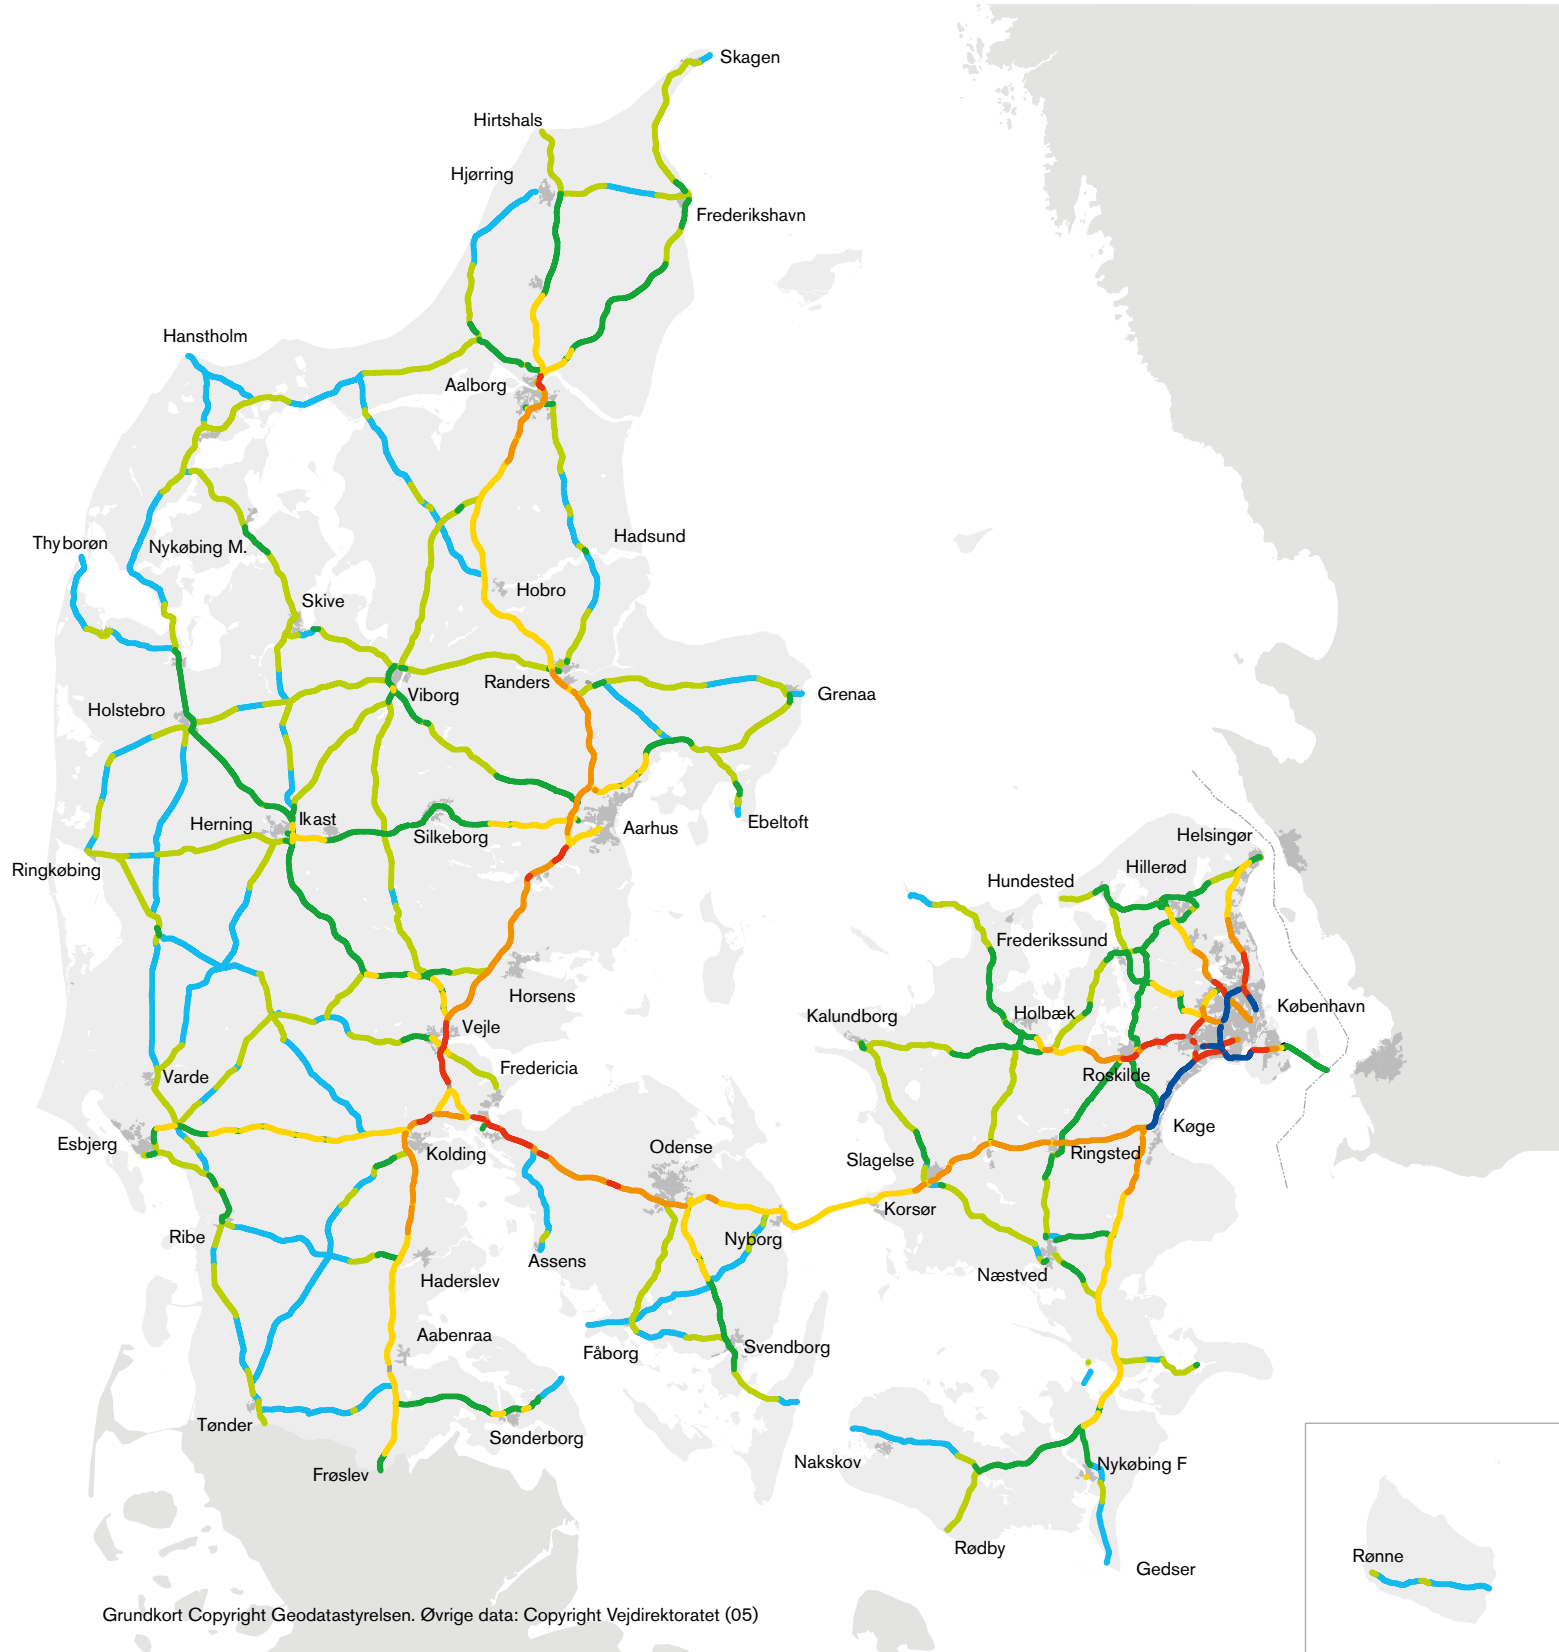 Skagen
Hirtshals
Hjørring
Frederikshavn
Hanstholm
Aalborg
Hadsund
Thyborøn
Nykøbing M.
Hobro
Skive
Randers
Viborg
Grenaa
Holstebro
Ikast
Herning
Silkeborg
Aarhus
Ebeltoft
Helsingør
Ringkøbing
Hundested
Hillerød
Frederikssund
Horsens
København
Kalundborg
Holbæk
Vejle
Fredericia
Roskilde
Varde
Køge
Esbjerg
Kolding
Odense
Ringsted
Slagelse
Korsør
Ribe
Nyborg
Assens
Næstved
Haderslev
Aabenraa
Svendborg
Fåborg
Tønder
Sønderborg
Nakskov
Nykøbing F
Frøslev
Rødby
Rønne
Gedser
Grundkort Copyright Geodatastyrelsen. Øvrige data: Copyright Vejdirektoratet (05)